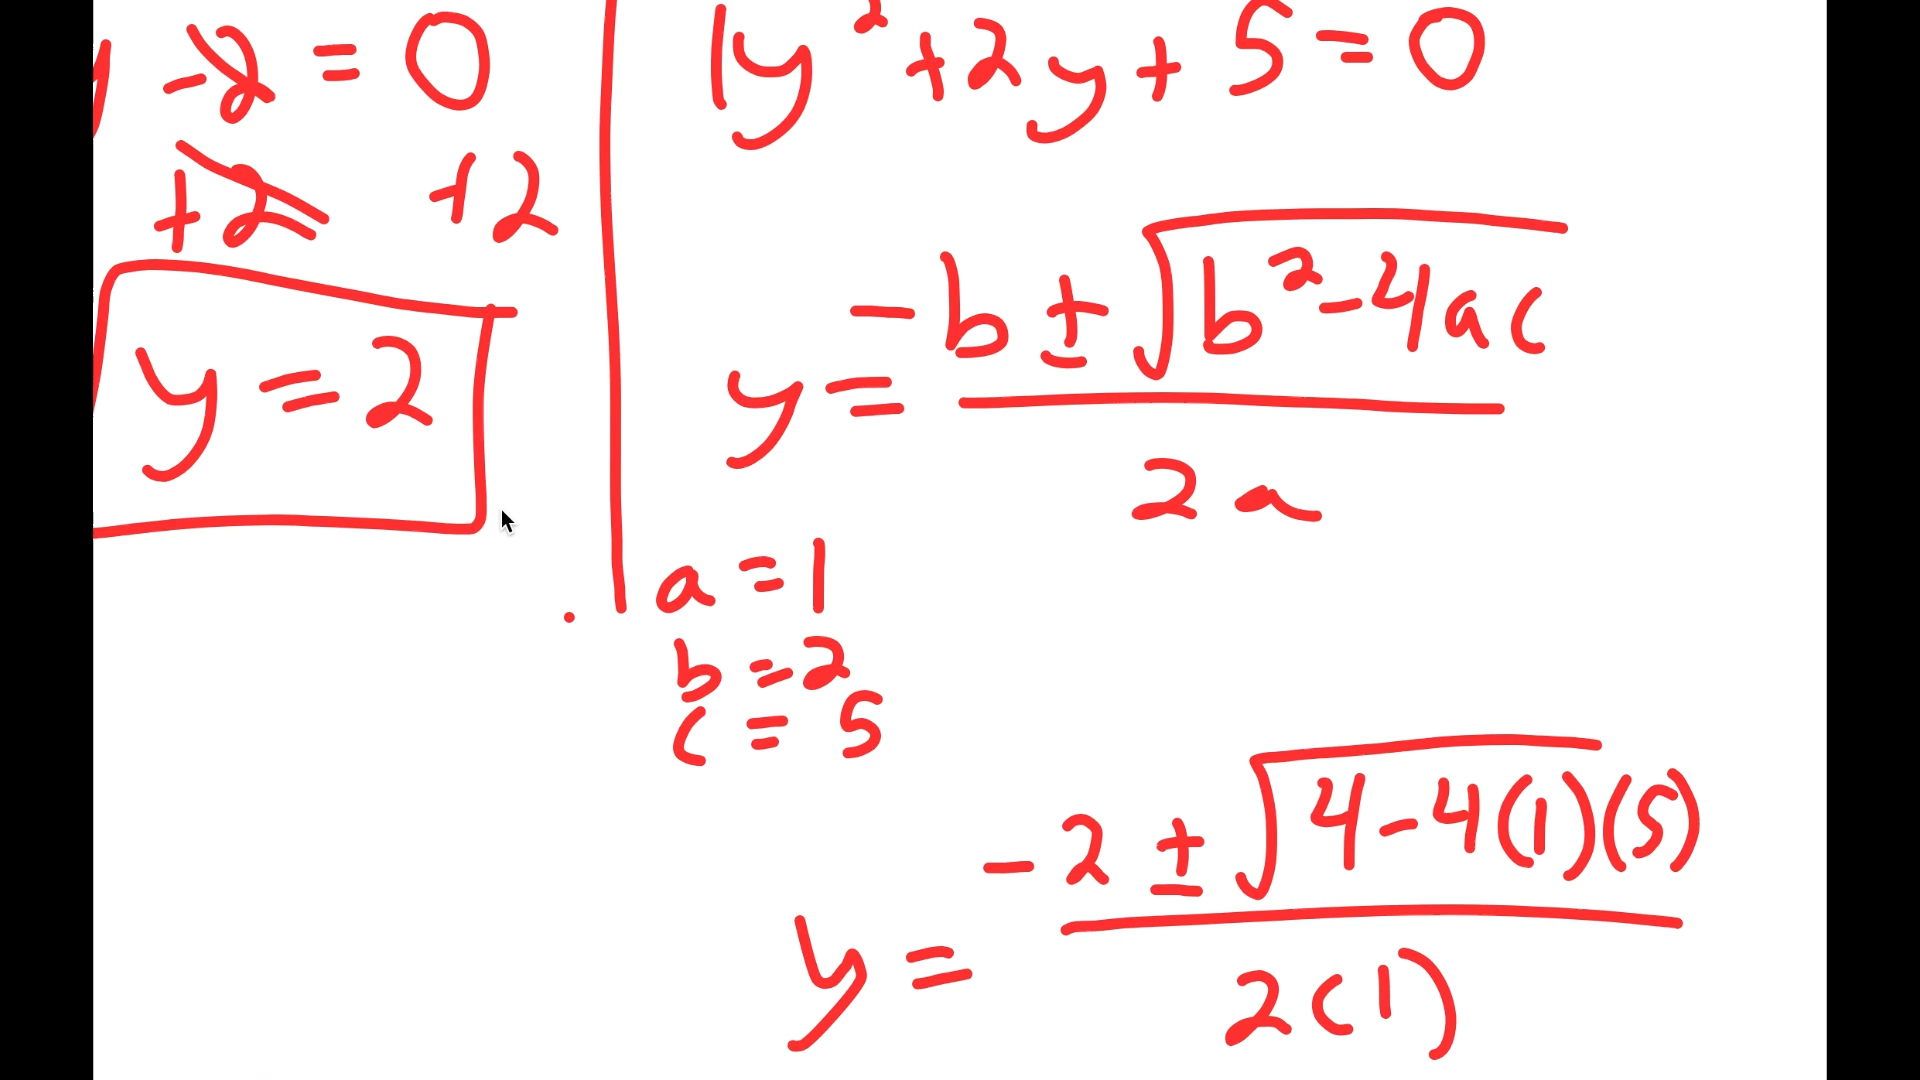 y - 2 = 0
+2 +2
y = 2
1y² + 2y + 5 = 0
y = -b ± √(b² - 4ac) / 2a
a = 1
b = 2
c = 5
y = -2 ± √(4 - 4(1)(5)) / 2(1)